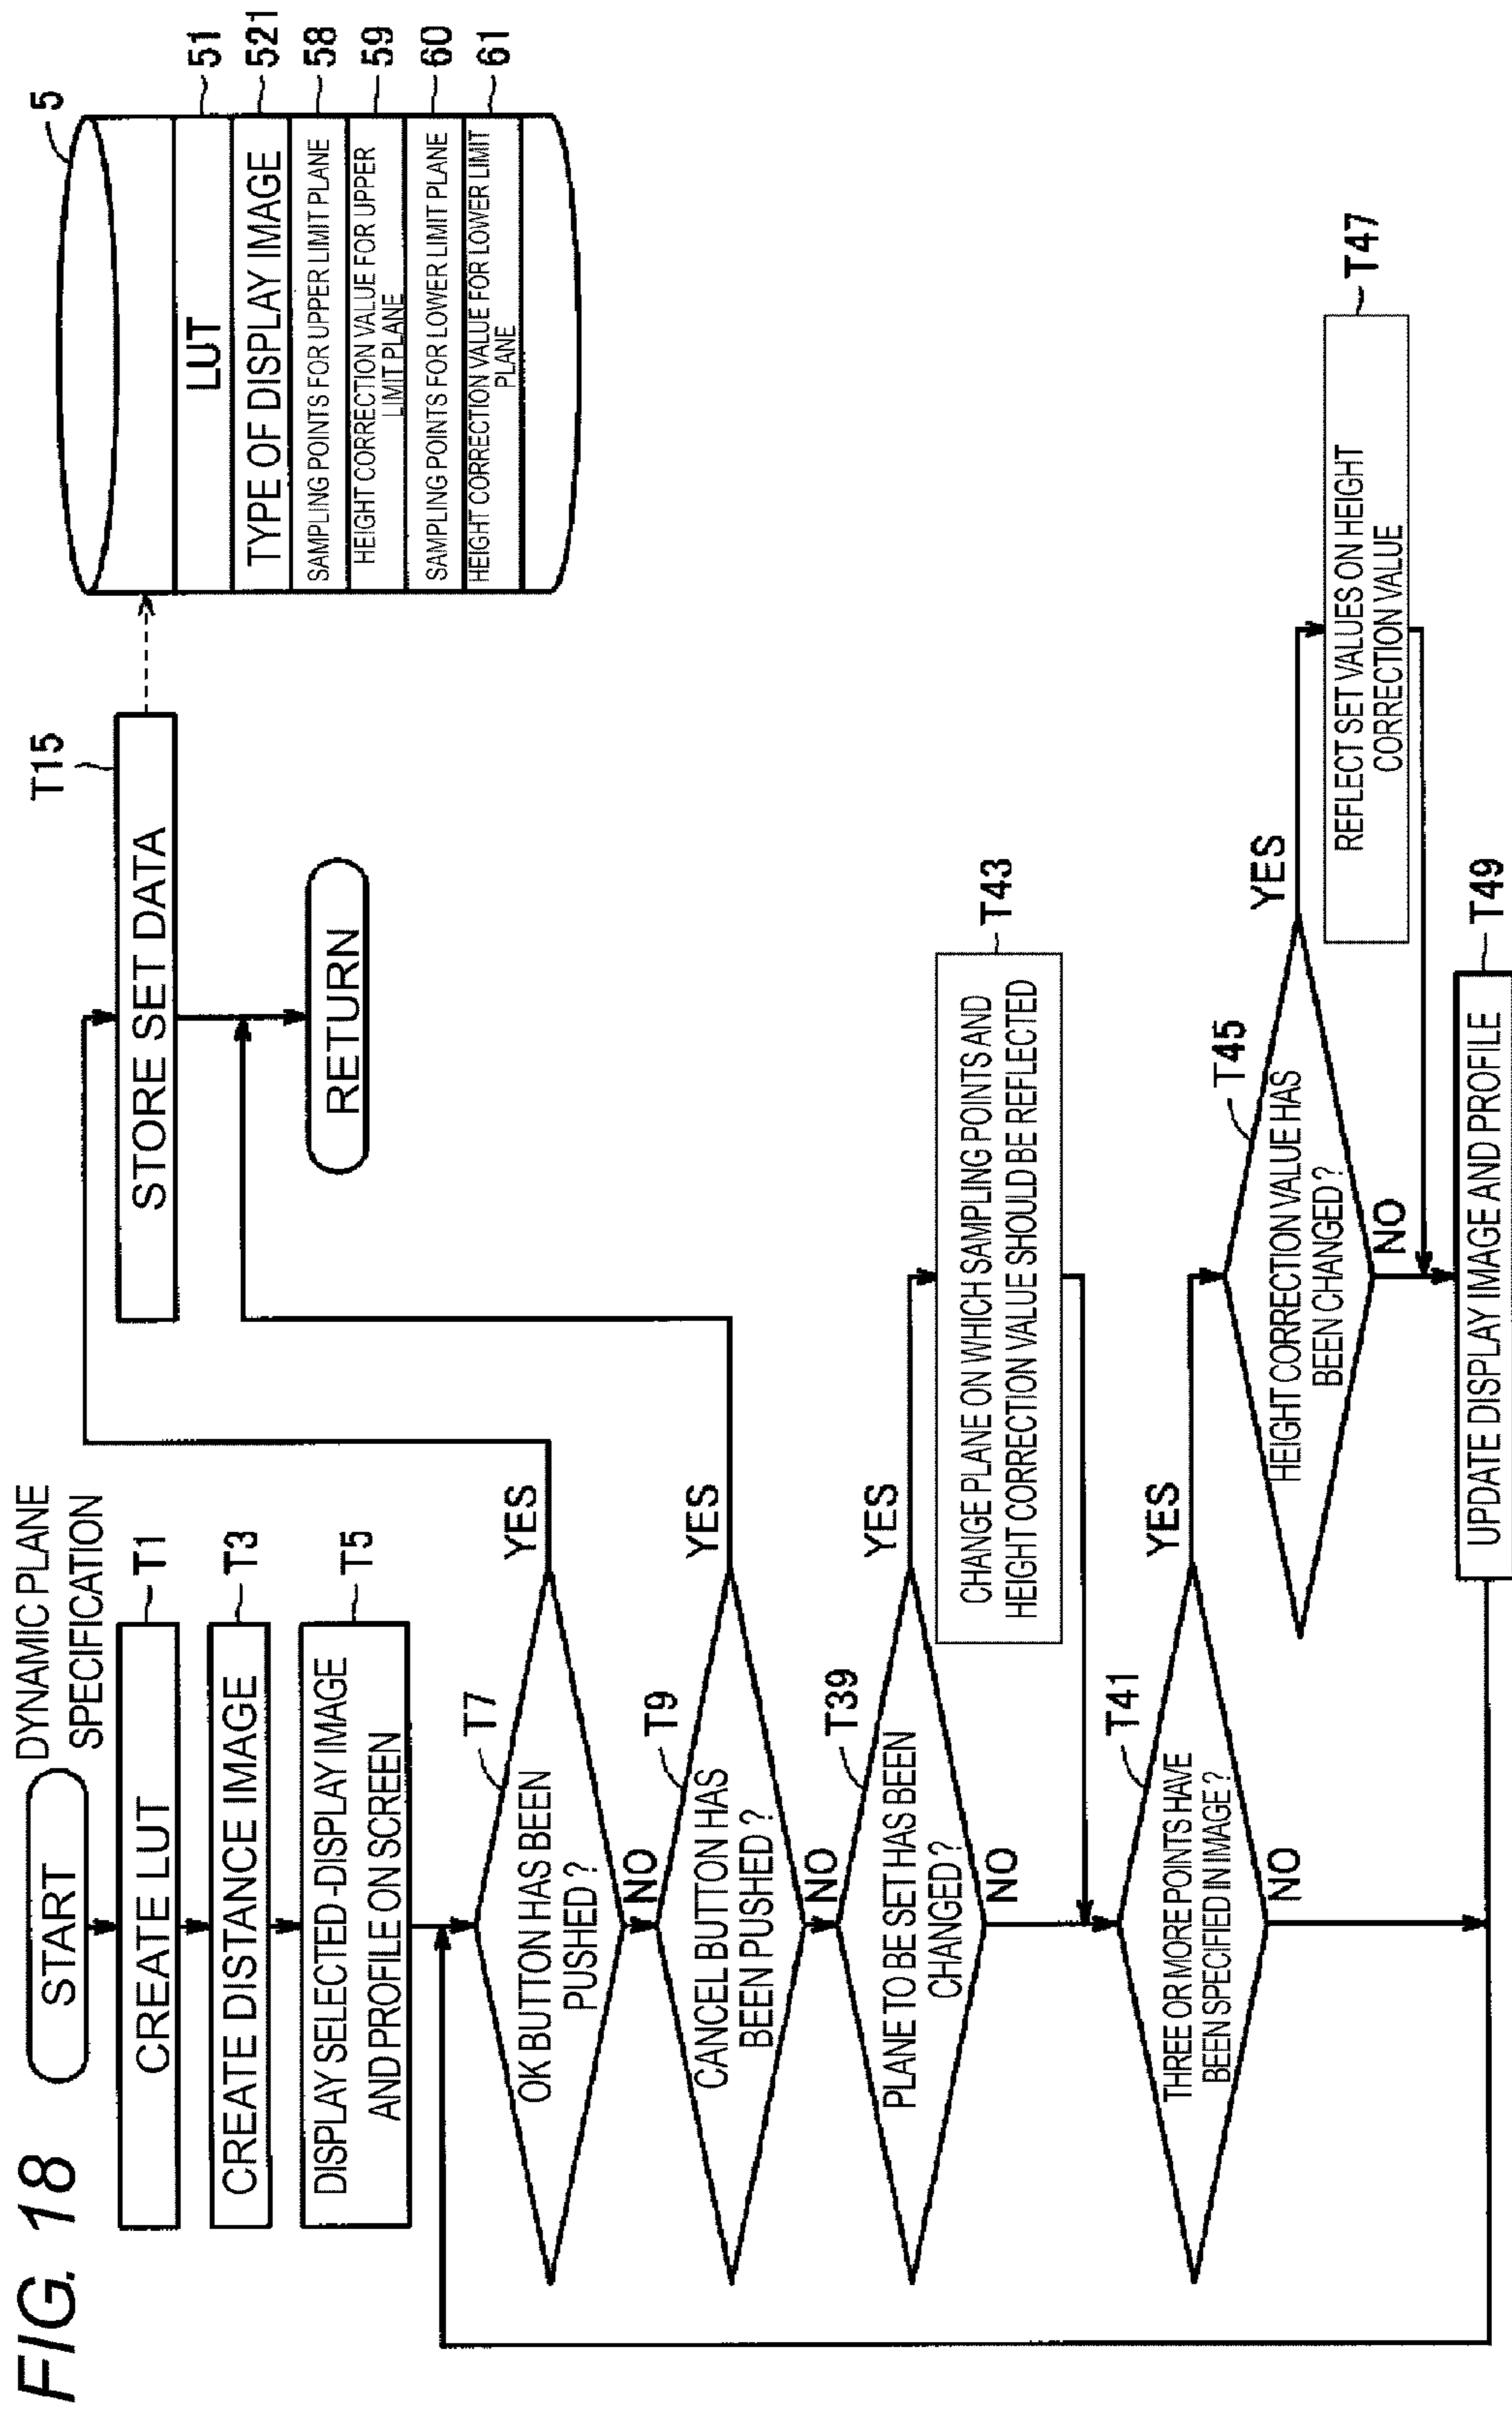 FIG. 18
DYNAMIC PLANE
SPECIFICATION
START
CREATE LUT
T1
CREATE DISTANCE IMAGE
T3
DISPLAY SELECTED-DISPLAY IMAGE
AND PROFILE ON SCREEN
T5
OK BUTTON HAS BEEN
PUSHED ?
T7
YES
NO
CANCEL BUTTON HAS
BEEN PUSHED ?
T9
YES
NO
PLANE TO BE SET HAS BEEN
CHANGED ?
T39
YES
NO
CHANGE PLANE ON WHICH SAMPLING POINTS AND
HEIGHT CORRECTION VALUE SHOULD BE REFLECTED
T43
THREE OR MORE POINTS HAVE
BEEN SPECIFIED IN IMAGE ?
T41
YES
NO
HEIGHT CORRECTION VALUE HAS
BEEN CHANGED ?
T45
YES
NO
REFLECT SET VALUES ON HEIGHT
CORRECTION VALUE
T47
UPDATE DISPLAY IMAGE AND PROFILE
T49
STORE SET DATA
T15
RETURN
5
LUT
51
TYPE OF DISPLAY IMAGE
521
SAMPLING POINTS FOR UPPER LIMIT PLANE
58
HEIGHT CORRECTION VALUE FOR UPPER
LIMIT PLANE
59
SAMPLING POINTS FOR LOWER LIMIT PLANE
60
HEIGHT CORRECTION VALUE FOR LOWER LIMIT
PLANE
61